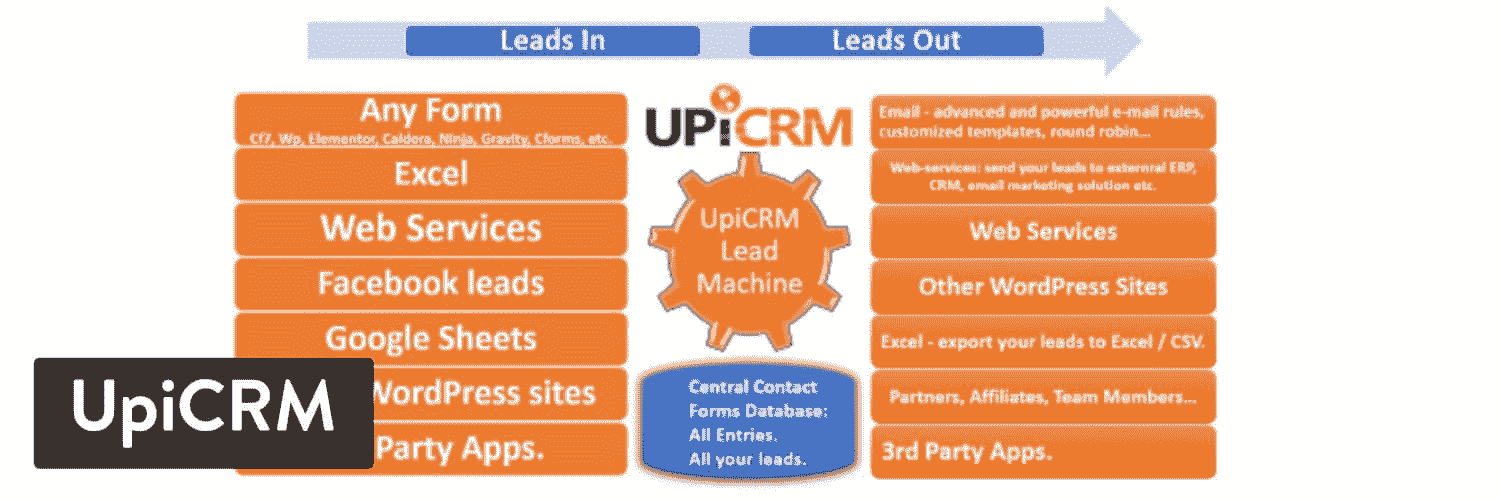 Leads In
Leads Out
Any Form
Cf7, Wp, Elementor, Caldora, Ninja, Gravity, Cforms, etc.
Excel
Web Services
Facebook leads
Google Sheets
WordPress sites
Party Apps.
UpiCRM
UPiCRM
UpiCRM
Lead
Machine
Central Contact
Forms Database:
All Entries.
All your leads.
Email - advanced and powerful e-mail rules,
customized templates, round robin...
Web-services: send your leads to externral ERP,
CRM, email marketing solution etc.
Web Services
Other WordPress Sites
Excel - export your leads to Excel / CSV.
Partners, Affiliates, Team Members...
3rd Party Apps.